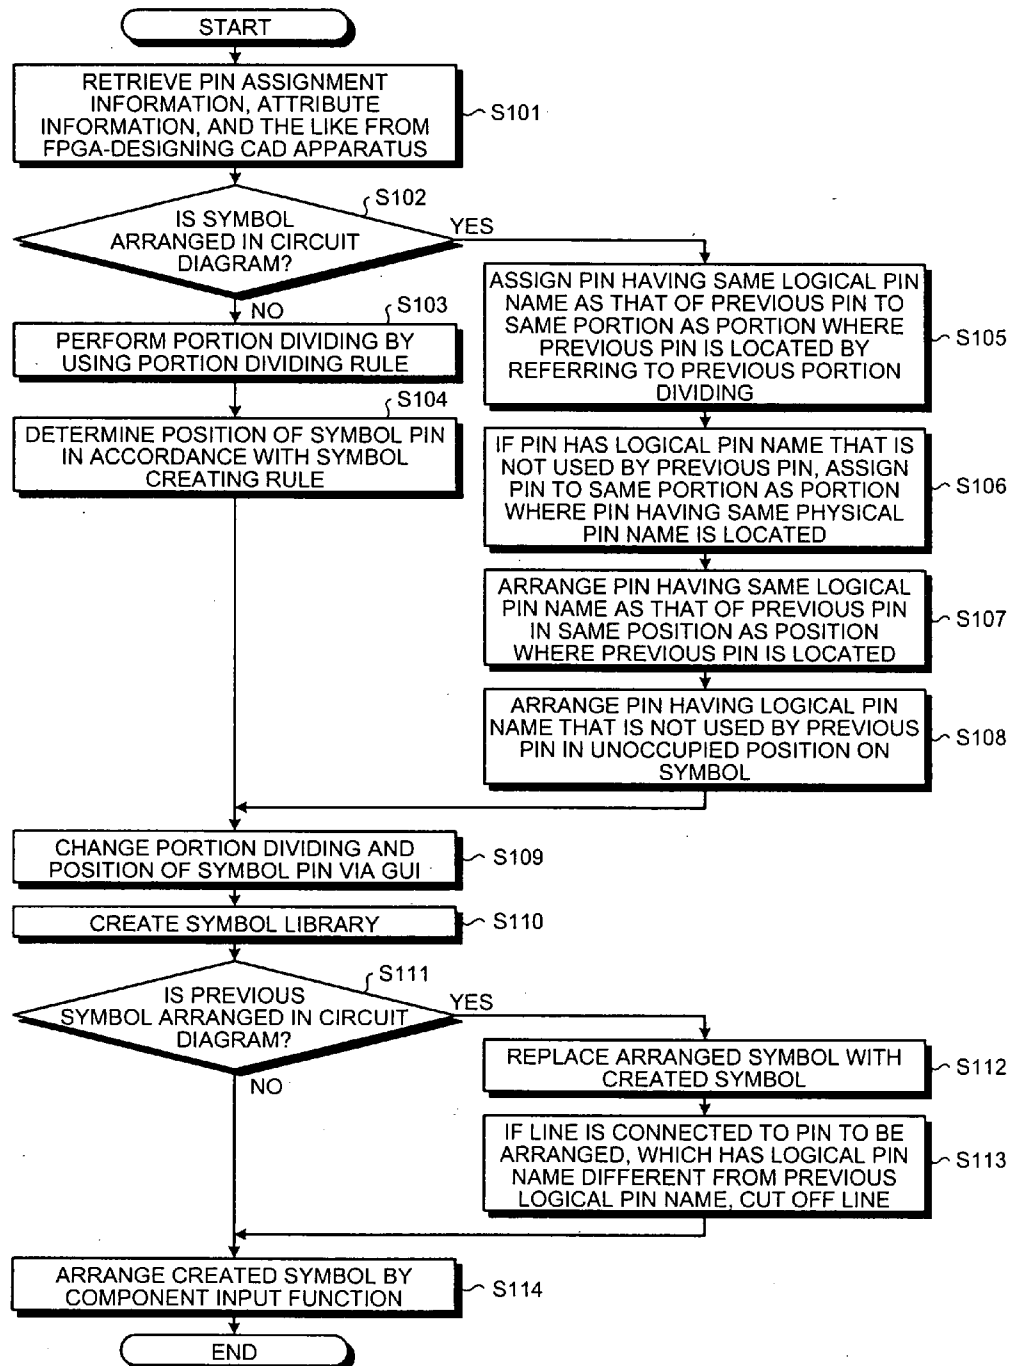 START
RETRIEVE PIN ASSIGNMENT
INFORMATION, ATTRIBUTE
INFORMATION, AND THE LIKE FROM
FPGA-DESIGNING CAD APPARATUS
S101
S102
IS SYMBOL
ARRANGED IN CIRCUIT
DIAGRAM?
YES
NO
S103
PERFORM PORTION DIVIDING BY
USING PORTION DIVIDING RULE
S104
DETERMINE POSITION OF SYMBOL PIN
IN ACCORDANCE WITH SYMBOL
CREATING RULE
ASSIGN PIN HAVING SAME LOGICAL PIN
NAME AS THAT OF PREVIOUS PIN TO
SAME PORTION AS PORTION WHERE
PREVIOUS PIN IS LOCATED BY
REFERRING TO PREVIOUS PORTION
DIVIDING
S105
IF PIN HAS LOGICAL PIN NAME THAT IS
NOT USED BY PREVIOUS PIN, ASSIGN
PIN TO SAME PORTION AS PORTION
WHERE PIN HAVING SAME PHYSICAL
PIN NAME IS LOCATED
S106
ARRANGE PIN HAVING SAME LOGICAL
PIN NAME AS THAT OF PREVIOUS PIN
IN SAME POSITION AS POSITION
WHERE PREVIOUS PIN IS LOCATED
S107
ARRANGE PIN HAVING LOGICAL PIN
NAME THAT IS NOT USED BY PREVIOUS
PIN IN UNOCCUPIED POSITION ON
SYMBOL
S108
CHANGE PORTION DIVIDING AND
POSITION OF SYMBOL PIN VIA GUI
S109
CREATE SYMBOL LIBRARY
S110
S111
IS PREVIOUS
SYMBOL ARRANGED IN CIRCUIT
DIAGRAM?
YES
NO
REPLACE ARRANGED SYMBOL WITH
CREATED SYMBOL
S112
IF LINE IS CONNECTED TO PIN TO BE
ARRANGED, WHICH HAS LOGICAL PIN
NAME DIFFERENT FROM PREVIOUS
LOGICAL PIN NAME, CUT OFF LINE
S113
ARRANGE CREATED SYMBOL BY
COMPONENT INPUT FUNCTION
S114
END